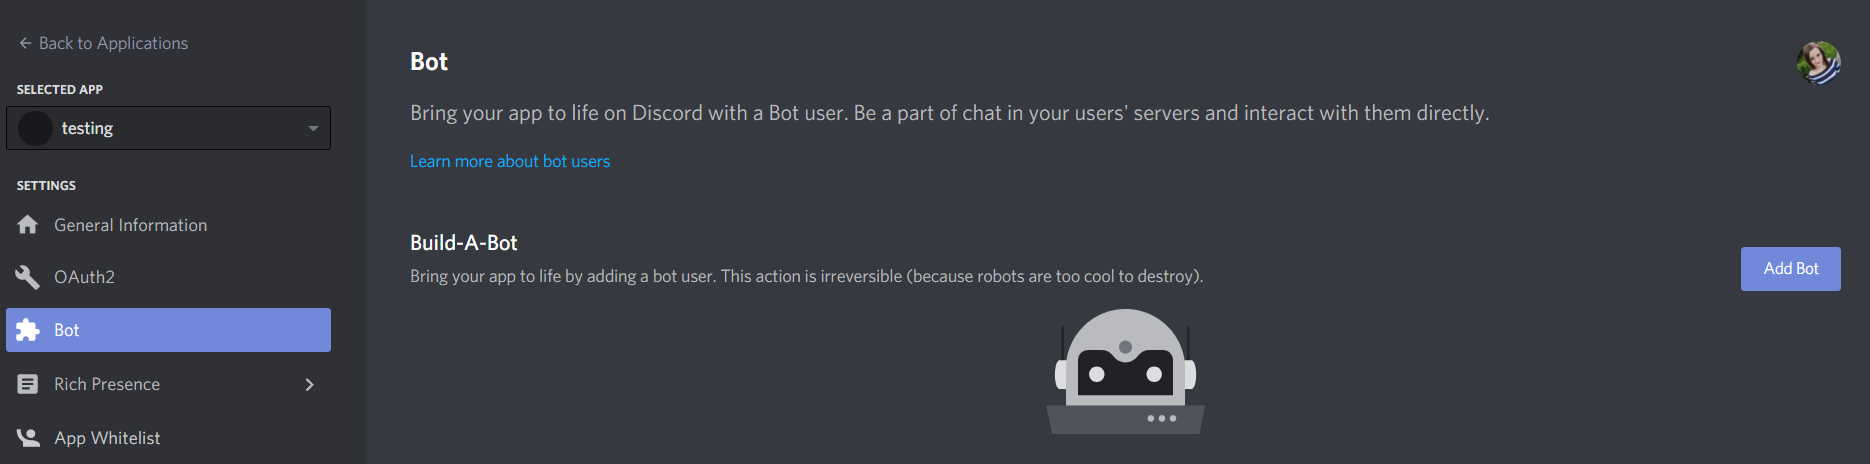 ← Back to Applications
SELECTED APP
testing
SETTINGS
General Information
OAuth2
Bot
Rich Presence
App Whitelist
Bot
Bring your app to life on Discord with a Bot user. Be a part of chat in your users' servers and interact with them directly.
Learn more about bot users
Build-A-Bot
Bring your app to life by adding a bot user. This action is irreversible (because robots are too cool to destroy).
Add Bot